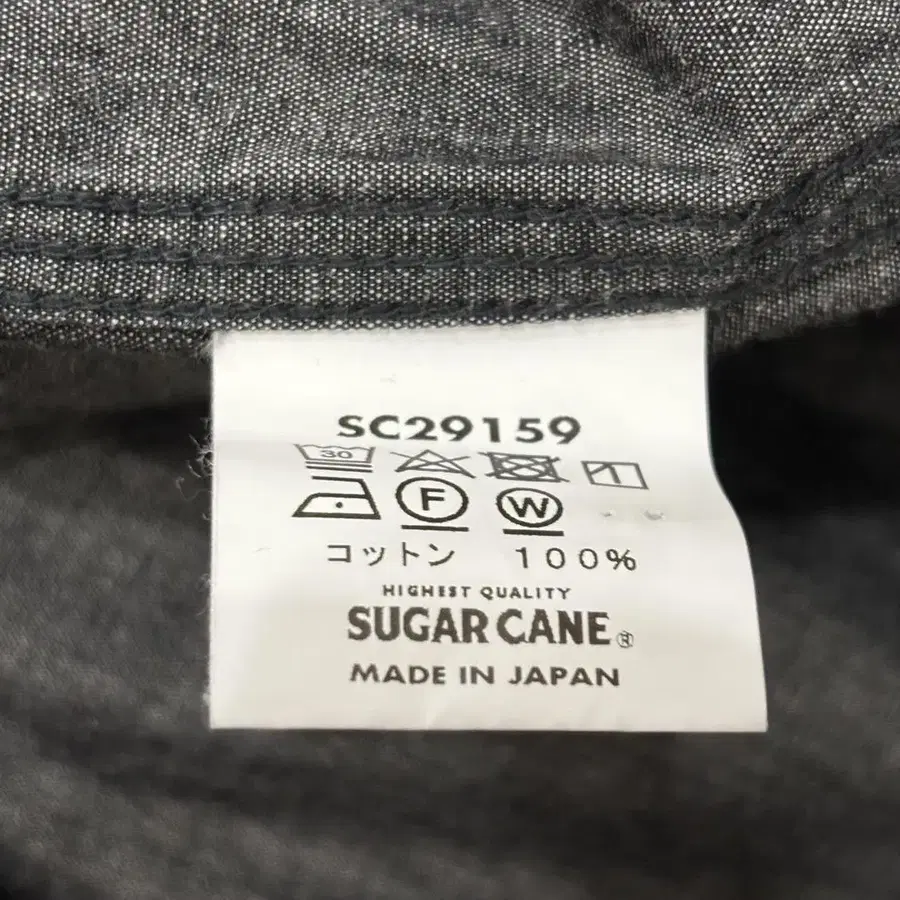 SC29159
30
F W
コットン 100%
HIGHEST QUALITY
SUGAR CANE ®
MADE IN JAPAN